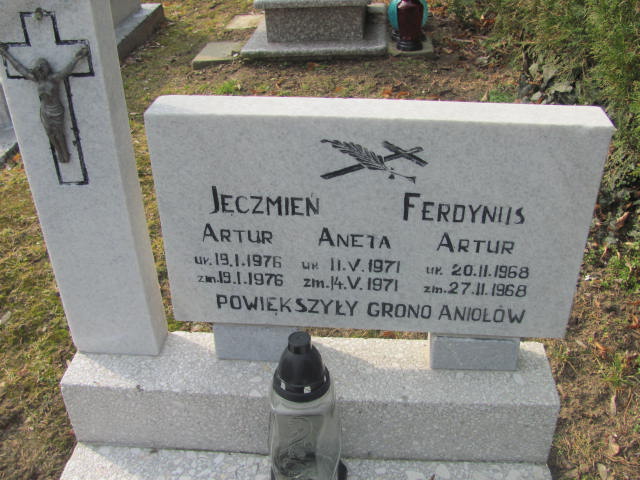 JĘCZMIEŃ FERDYNUS
ARTUR ANETA ARTUR
ur. 19.I.1976 ur. 11.V.1971 ur. 20.II.1968
zm. 19.I.1976 zm. 14.V.1971 zm. 27.II.1968
POWIĘKSZYŁY GRONO ANIOŁÓW